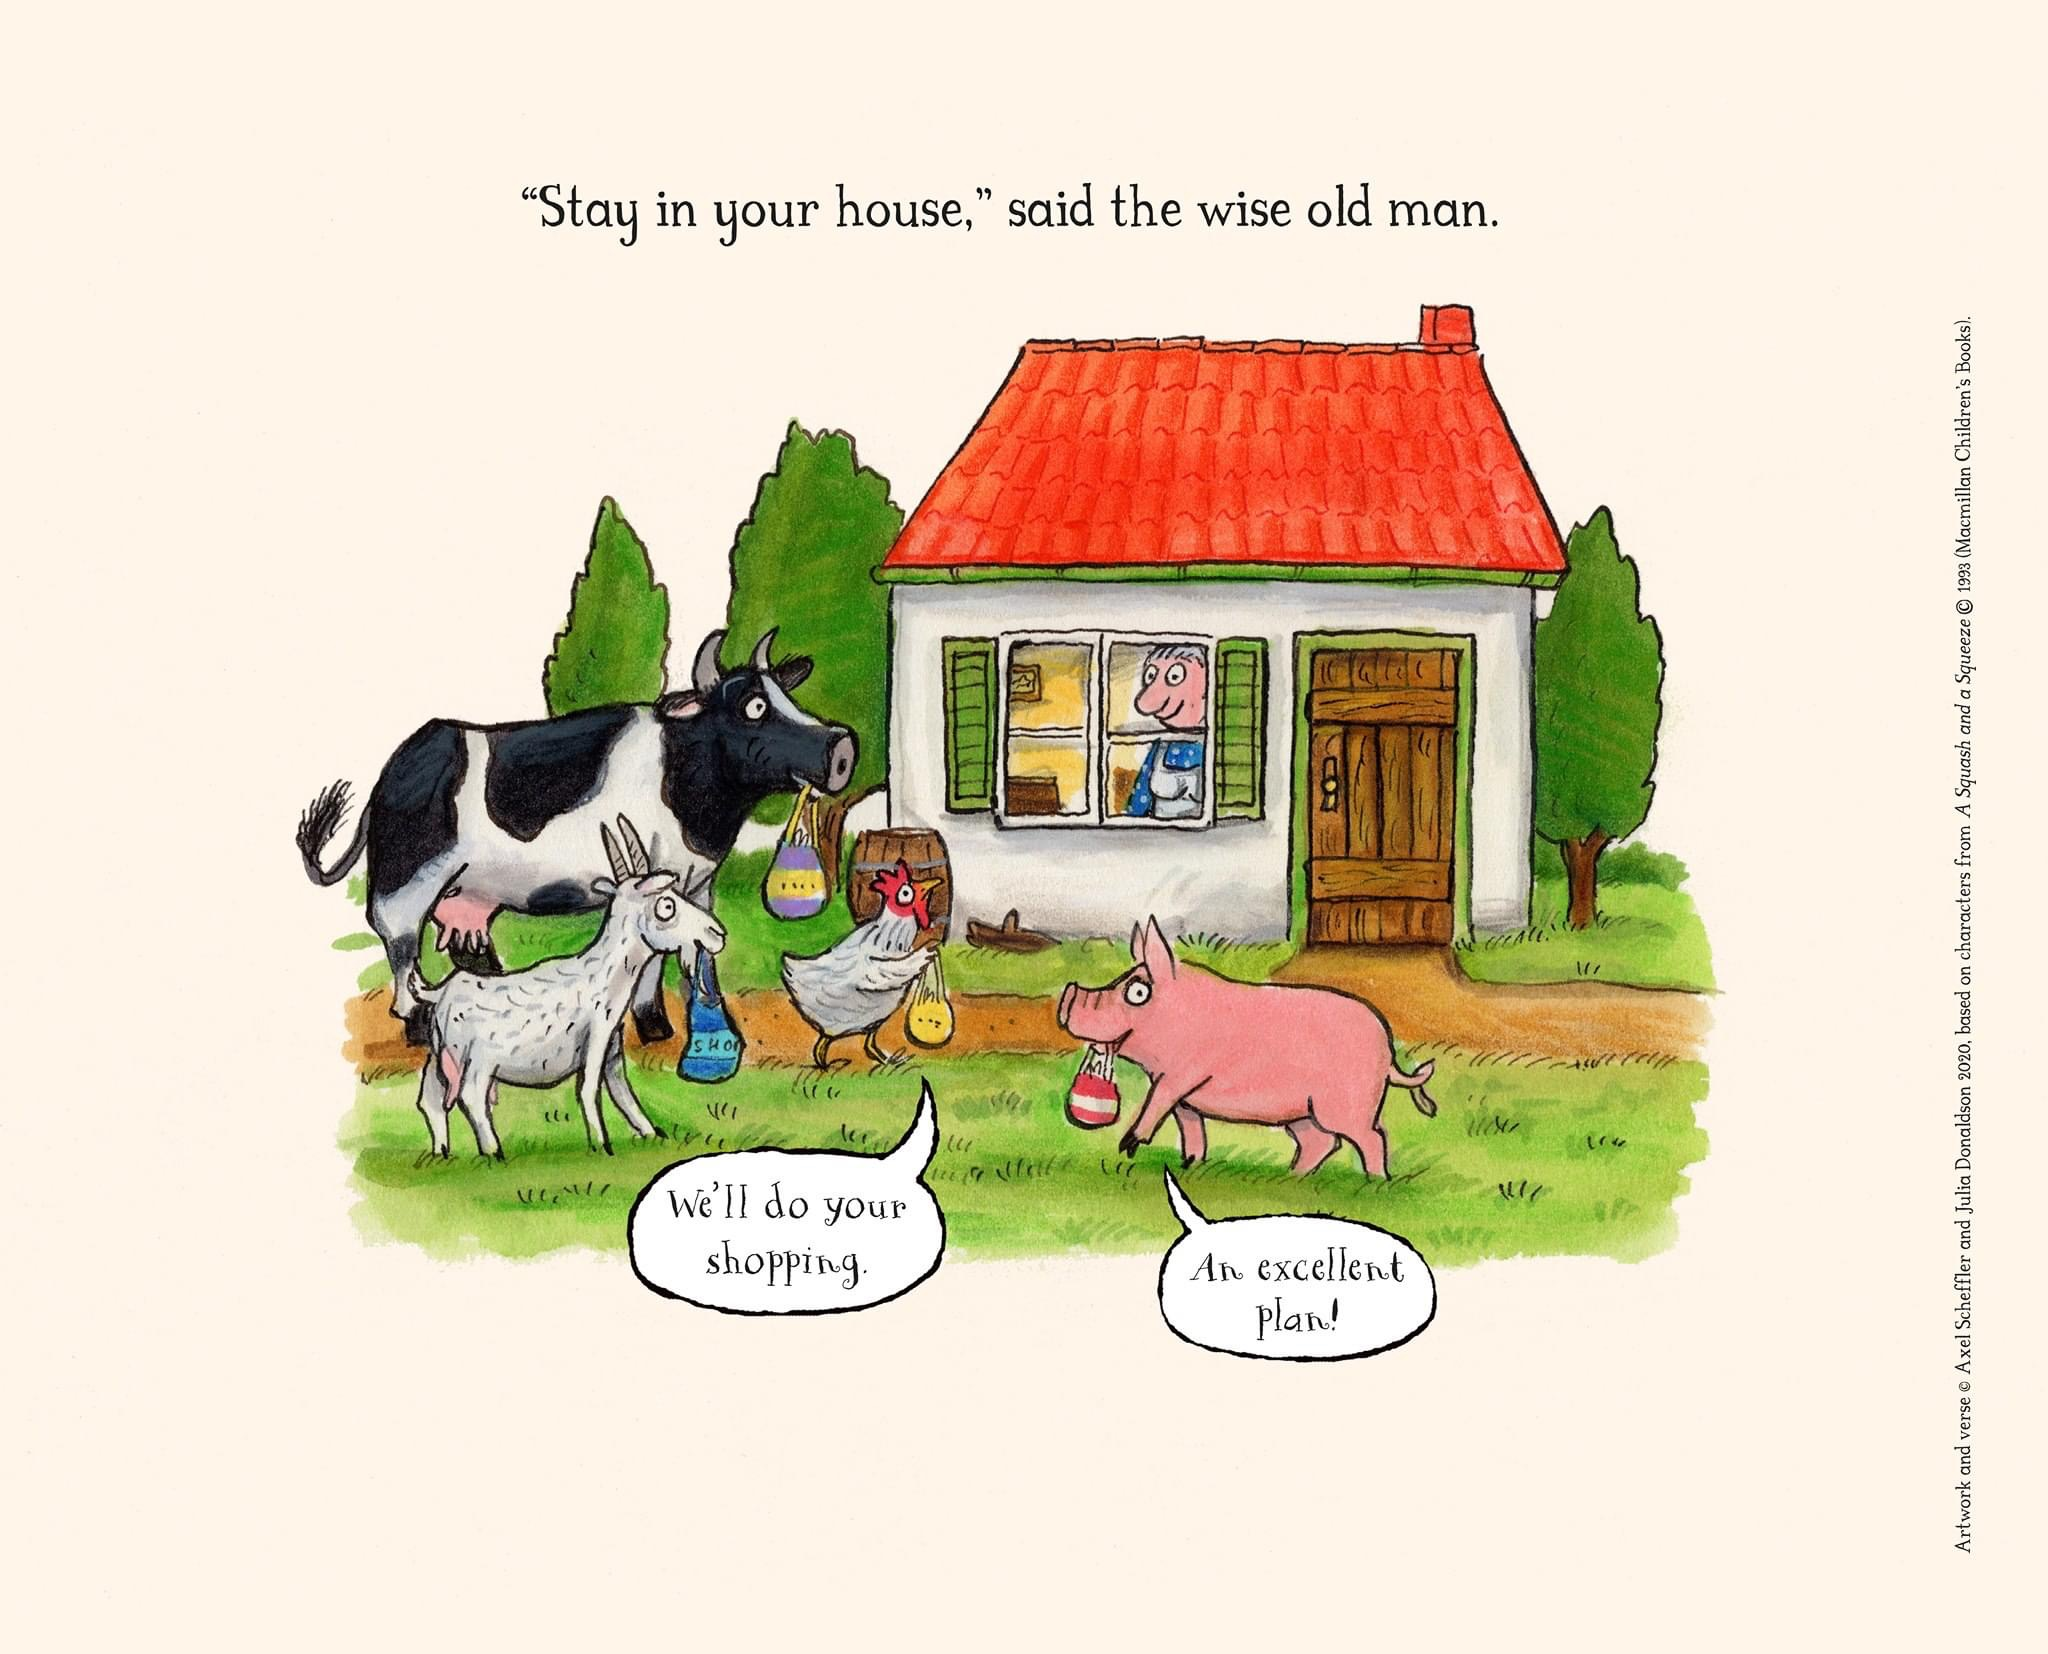 “Stay in your house,” said the wise old man.
SHO
We’ll do your
shopping.
An excellent
plan!
Artwork and verse © Axel Scheffler and Julia Donaldson 2020, based on characters from A Squash and a Squeeze © 1993 (Macmillan Children’s Books).